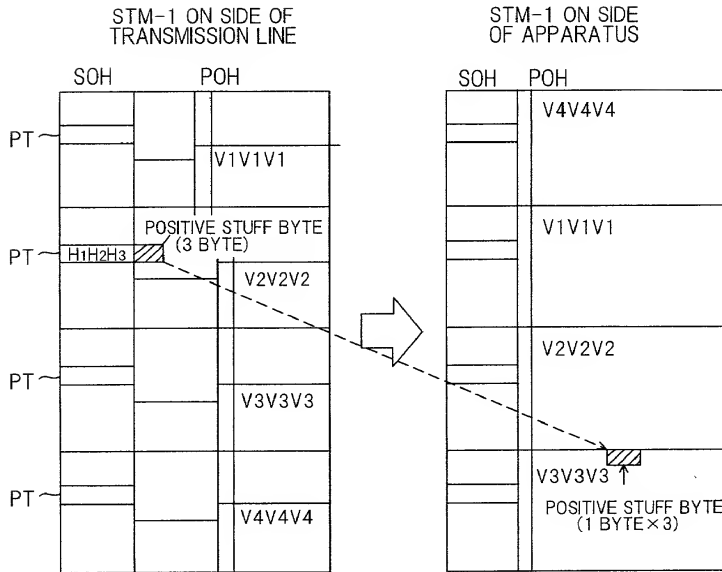 STM-1 ON SIDE OF
TRANSMISSION LINE
SOH
POH
PT
V1V1V1
POSITIVE STUFF BYTE
(3 BYTE)
PT
H1H2H3
V2V2V2
PT
V3V3V3
PT
V4V4V4
STM-1 ON SIDE
OF APPARATUS
SOH
POH
V4V4V4
V1V1V1
V2V2V2
V3V3V3
POSITIVE STUFF BYTE
(1 BYTE×3)